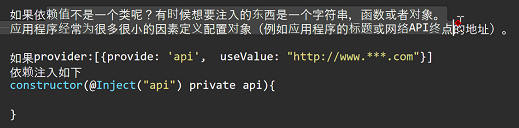 如果依赖值不是一个类呢？有时候想要注入的东西是一个字符串，函数或者对象。
应用程序经常为很多很小的因素定义配置对象（例如应用程序的标题或网络API终点的地址）。
如果provider:[{provide: 'api',  useValue: "http://www.***.com"}]
依赖注入如下
constructor(@Inject("api") private api){
}